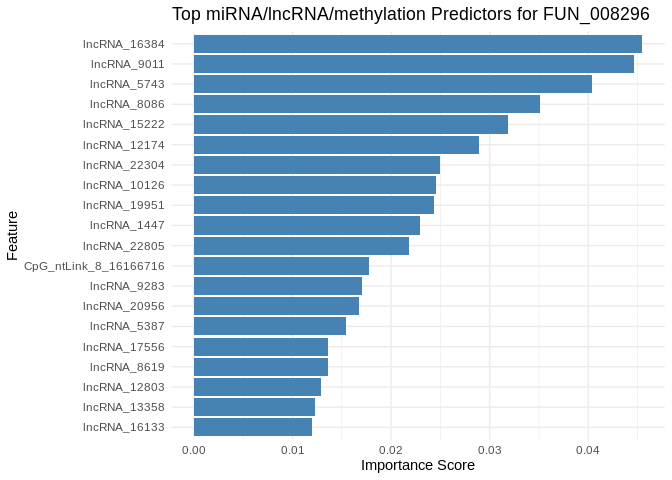 Top miRNA/lncRNA/methylation Predictors for FUN_008296
lncRNA_16384
lncRNA_9011
lncRNA_5743
lncRNA_8086
lncRNA_15222
lncRNA_12174
lncRNA_22304
lncRNA_10126
lncRNA_19951
lncRNA_1447
lncRNA_22805
CpG_ntLink_8_16166716
lncRNA_9283
lncRNA_20956
lncRNA_5387
lncRNA_17556
lncRNA_8619
lncRNA_12803
lncRNA_13358
lncRNA_16133
Feature
0.00 0.01 0.02 0.03 0.04
Importance Score